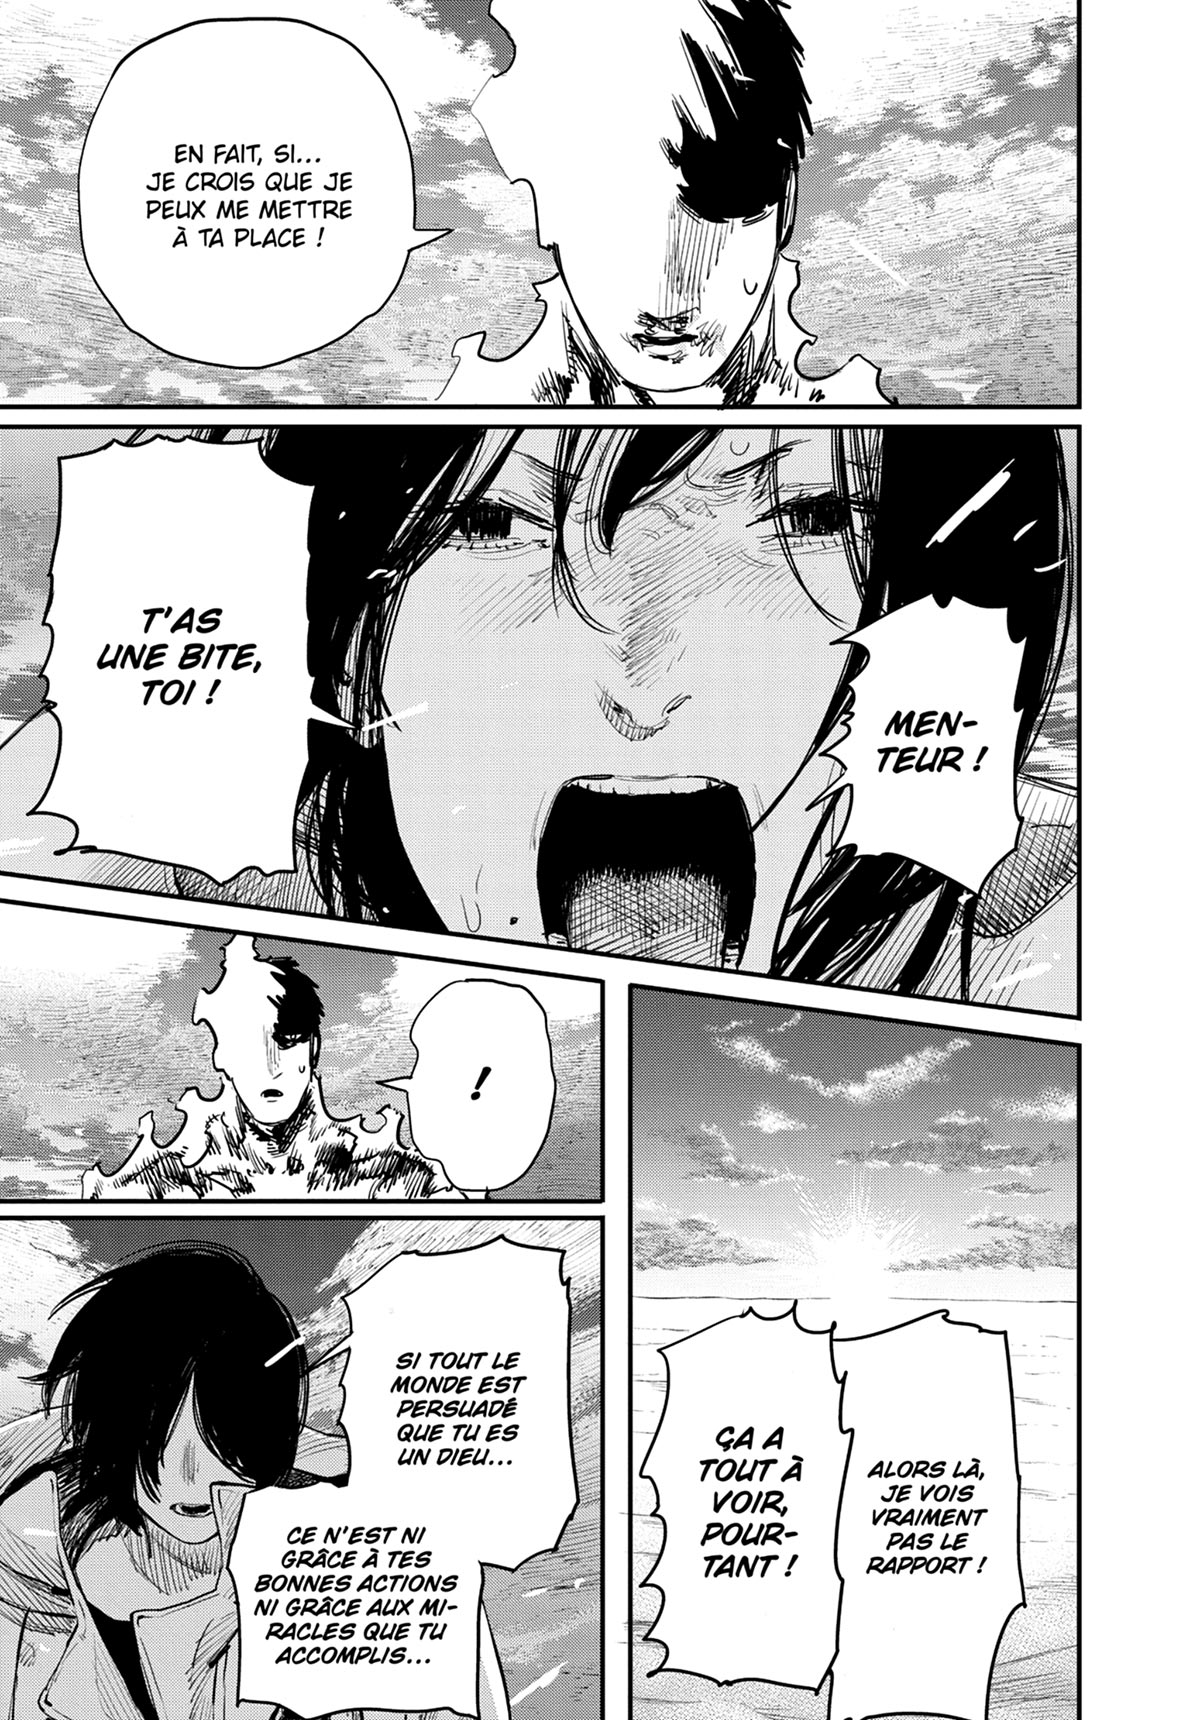 EN FAIT, SI...
JE CROIS QUE JE
PEUX ME METTRE
À TA PLACE !
MEN-
TEUR !
T'AS
UNE BITE,
TOI !
!
ALORS LÀ,
JE VOIS
VRAIMENT
PAS LE
RAPPORT !
ÇA A
TOUT À
VOIR,
POUR-
TANT !
SI TOUT LE
MONDE EST
PERSUADÉ
QUE TU ES
UN DIEU...
CE N'EST NI
GRÂCE À TES
BONNES ACTIONS
NI GRÂCE AUX MI-
RACLES QUE TU
ACCOMPLIS...